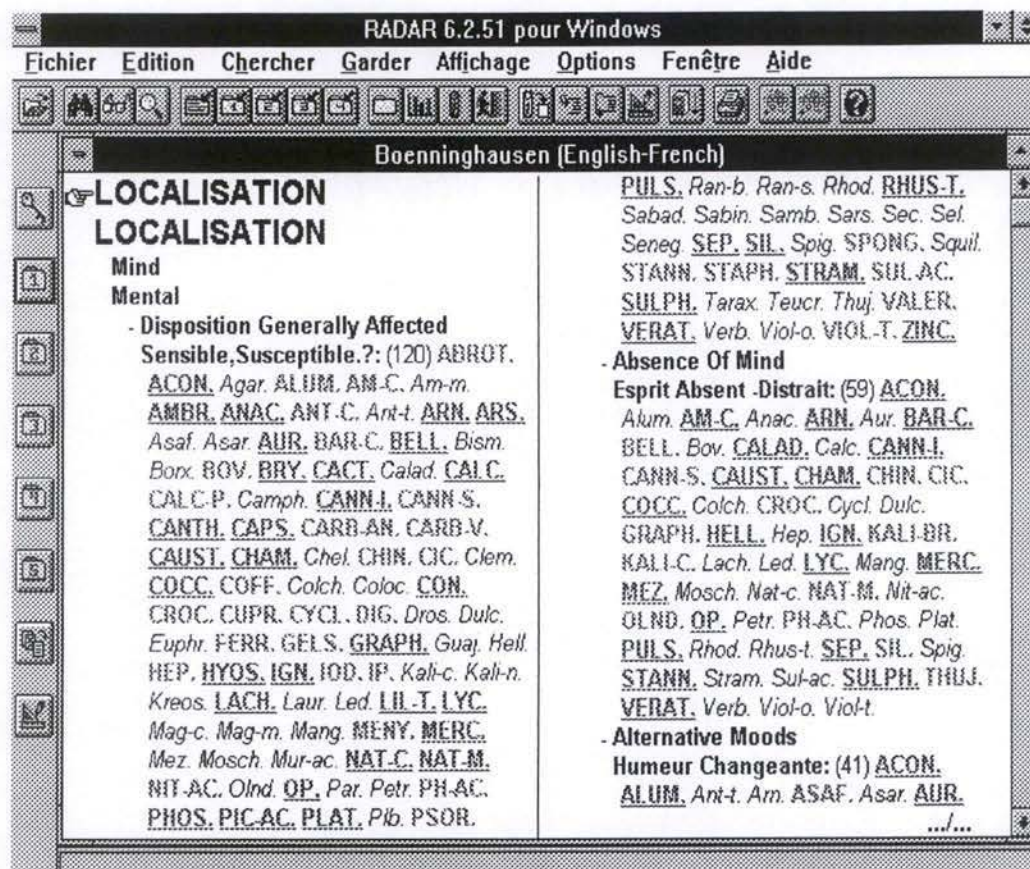 RADAR 6.2.51 pour Windows
Fichier Edition Chercher Garder Affichage Options Fenêtre Aide
Boenninghausen (English-French)
LOCALISATION
LOCALISATION
Mind
Mental
- Disposition Generally Affected
Sensible,Susceptible.?: (120) ABROT.
ACON. Agar. ALUM. AM-C. Am-m.
AMBR. ANAC. ANT-C. Ant-t. ARN. ARS.
Asaf. Asar. AUR. BAR-C. BELL. Bism.
Borx. BOV. BRY. CACT. Calad. CALC.
CALC-P. Camph. CANN-I. CANN-S.
CANTH. CAPS. CARB-AN. CARB-V.
CAUST. CHAM. Chel. CHIN. CIC. Clem.
COCC. COFF. Colch. Coloc. CON.
CROC. CUPR. CYCL. DIG. Dros. Dulc.
Euphr. FERR. GELS. GRAPH. Guaj. Hell.
HEP. HYOS. IGN. IOD. IP. Kali-c. Kali-n.
Kreos. LACH. Laur. Led. LIL-T. LYC.
Mag-c. Mag-m. Mang. MENY. MERC.
Mez. Mosch. Mur-ac. NAT-C. NAT-M.
NIT-AC. Olnd. OP. Par. Petr. PH-AC.
PHOS. PIC-AC. PLAT. Plb. PSOR.
PULS. Ran-b. Ran-s. Rhod. RHUS-T.
Sabad. Sabin. Samb. Sars. Sec. Sel.
Seneg. SEP. SIL. Spig. SPONG. Squil.
STANN. STAPH. STRAM. SUL-AC.
SULPH. Tarax. Teucr. Thuj. VALER.
VERAT. Verb. Viol-o. VIOL-T. ZINC.
- Absence Of Mind
Esprit Absent -Distrait: (59) ACON.
Alum. AM-C. Anac. ARN. Aur. BAR-C.
BELL. Bov. CALAD. Calc. CANN-I.
CANN-S. CAUST. CHAM. CHIN. CIC.
COCC. Colch. CROC. Cycl. Dulc.
GRAPH. HELL. Hep. IGN. KALI-BR.
KALI-C. Lach. Led. LYC. Mang. MERC.
MEZ. Mosch. Nat-c. NAT-M. Nit-ac.
OLND. OP. Petr. PH-AC. Phos. Plat.
PULS. Rhod. Rhus-t. SEP. SIL. Spig.
STANN. Stram. Sul-ac. SULPH. THUJ.
VERAT. Verb. Viol-o. Viol-t.
- Alternative Moods
Humeur Changeante: (41) ACON.
ALUM. Ant-t. Arn. ASAF. Asar. AUR.
.../...
1
2
3
4
5